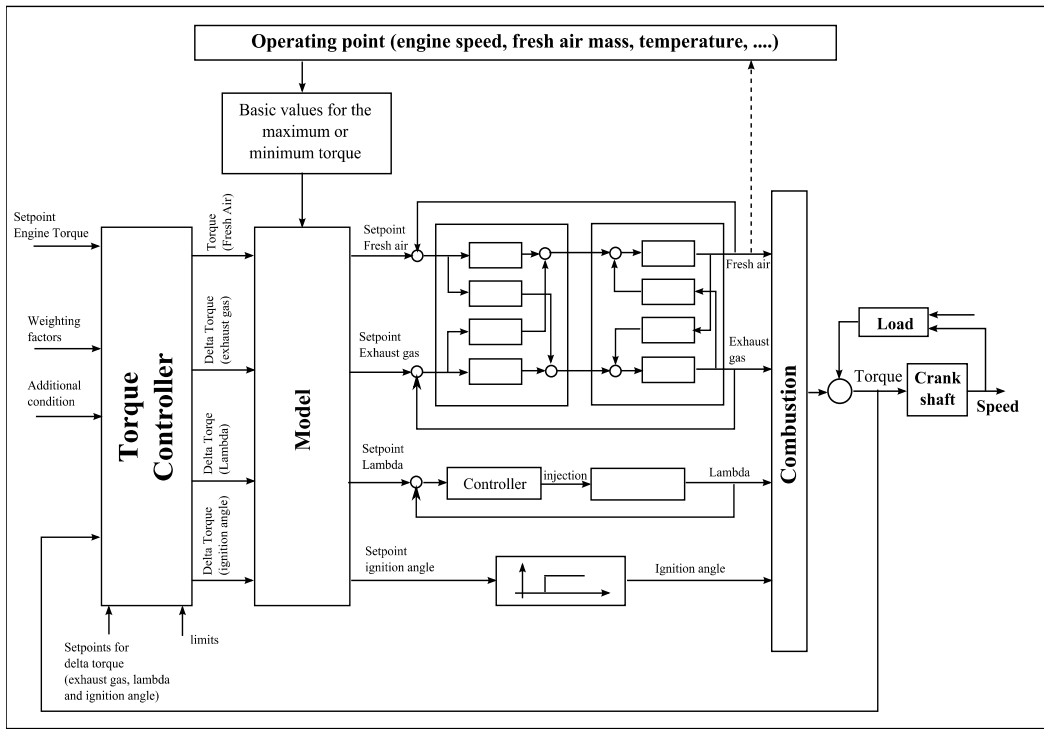 Operating point (engine speed, fresh air mass, temperature, ....)
Basic values for the
maximum or
minimum torque
Setpoint
Engine Torque
Weighting
factors
Additional
condition
Torque
Controller
Setpoints for
delta torque
(exhaust gas, lambda
and ignition angle)
limits
Torque
(Fresh Air)
Delta Torque
(exhaust gas)
Delta Torqe
(Lambda)
Delta Torque
(ignition angle)
Model
Setpoint
Fresh air
Setpoint
Exhaust gas
Setpoint
Lambda
Setpoint
ignition angle
Controller
injection
Fresh air
Exhaust
gas
Lambda
Ignition angle
Combustion
Load
Torque
Crank
shaft
Speed